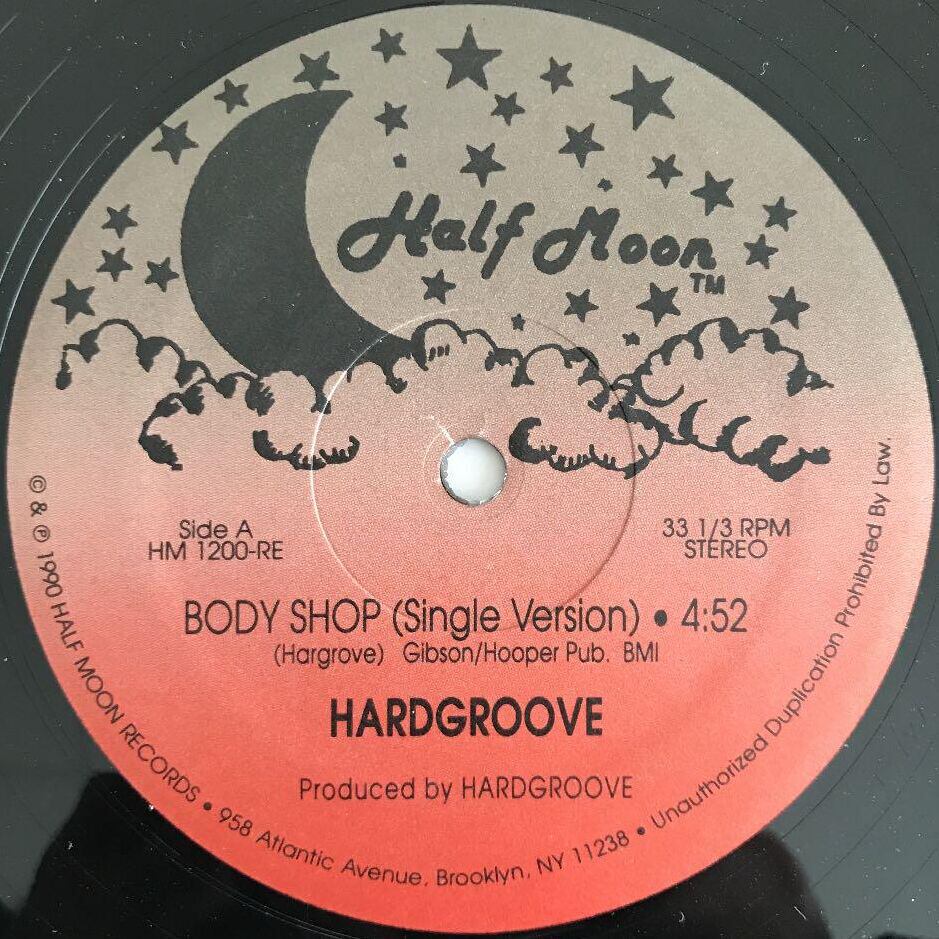 Half Moon
TM
Side A
HM 1200-RE
33 1/3 RPM
STEREO
BODY SHOP (Single Version) • 4:52
(Hargrove) Gibson/Hooper Pub. BMI
HARDGROOVE
Produced by HARDGROOVE
© & ℗ 1990 HALF MOON RECORDS • 958 Atlantic Avenue, Brooklyn, NY 11238 • Unauthorized Duplication Prohibited By Law.